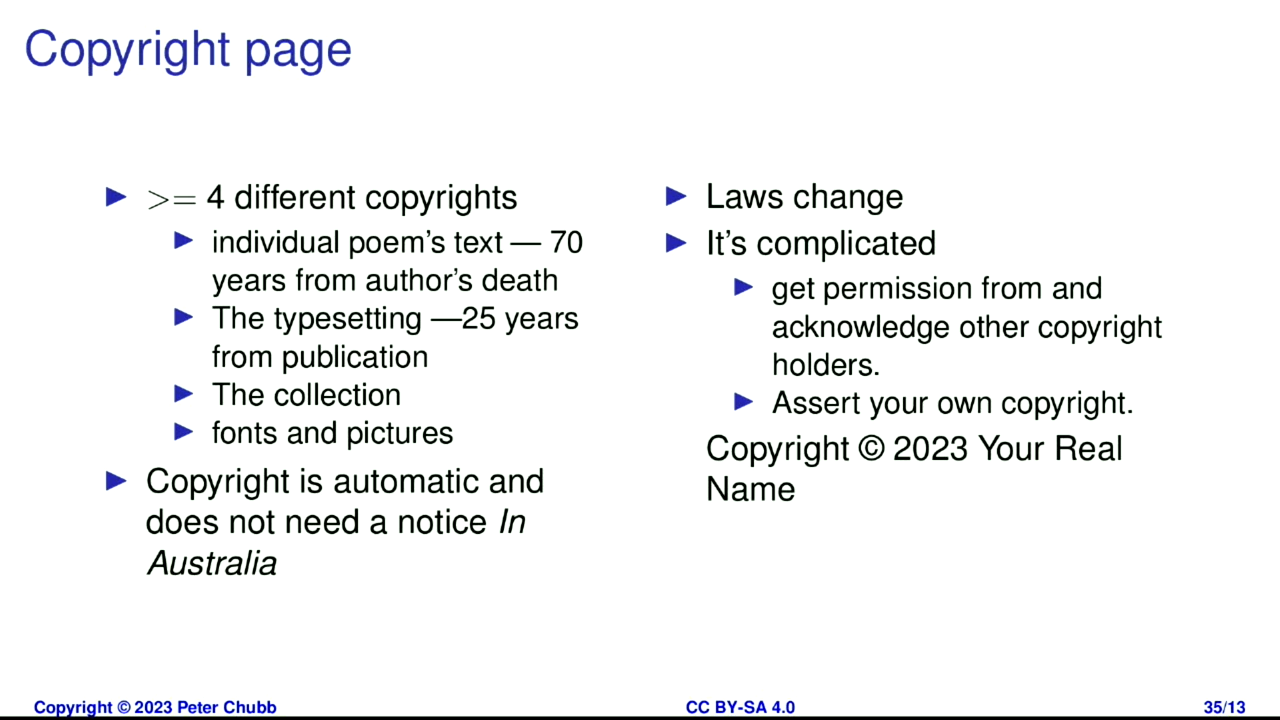 Copyright page
>= 4 different copyrights
individual poem's text — 70
years from author's death
The typesetting —25 years
from publication
The collection
fonts and pictures
Copyright is automatic and
does not need a notice In
Australia
Laws change
It's complicated
get permission from and
acknowledge other copyright
holders.
Assert your own copyright.
Copyright © 2023 Your Real
Name
Copyright © 2023 Peter Chubb
CC BY-SA 4.0
35/13